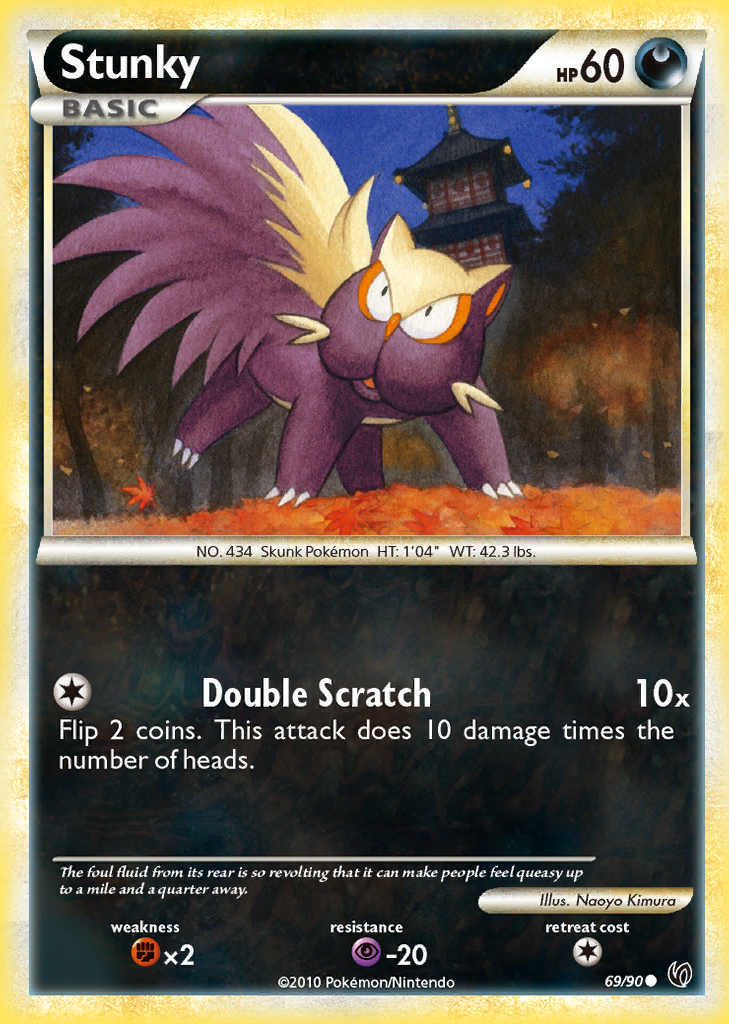 Stunky
HP60
BASIC
NO. 434 Skunk Pokémon HT: 1'04" WT: 42.3 lbs.
Double Scratch 10x
Flip 2 coins. This attack does 10 damage times the
number of heads.
The foul fluid from its rear is so revolting that it can make people feel queasy up
to a mile and a quarter away.
Illus. Naoyo Kimura
weakness resistance retreat cost
×2 -20
©2010 Pokémon/Nintendo 69/90